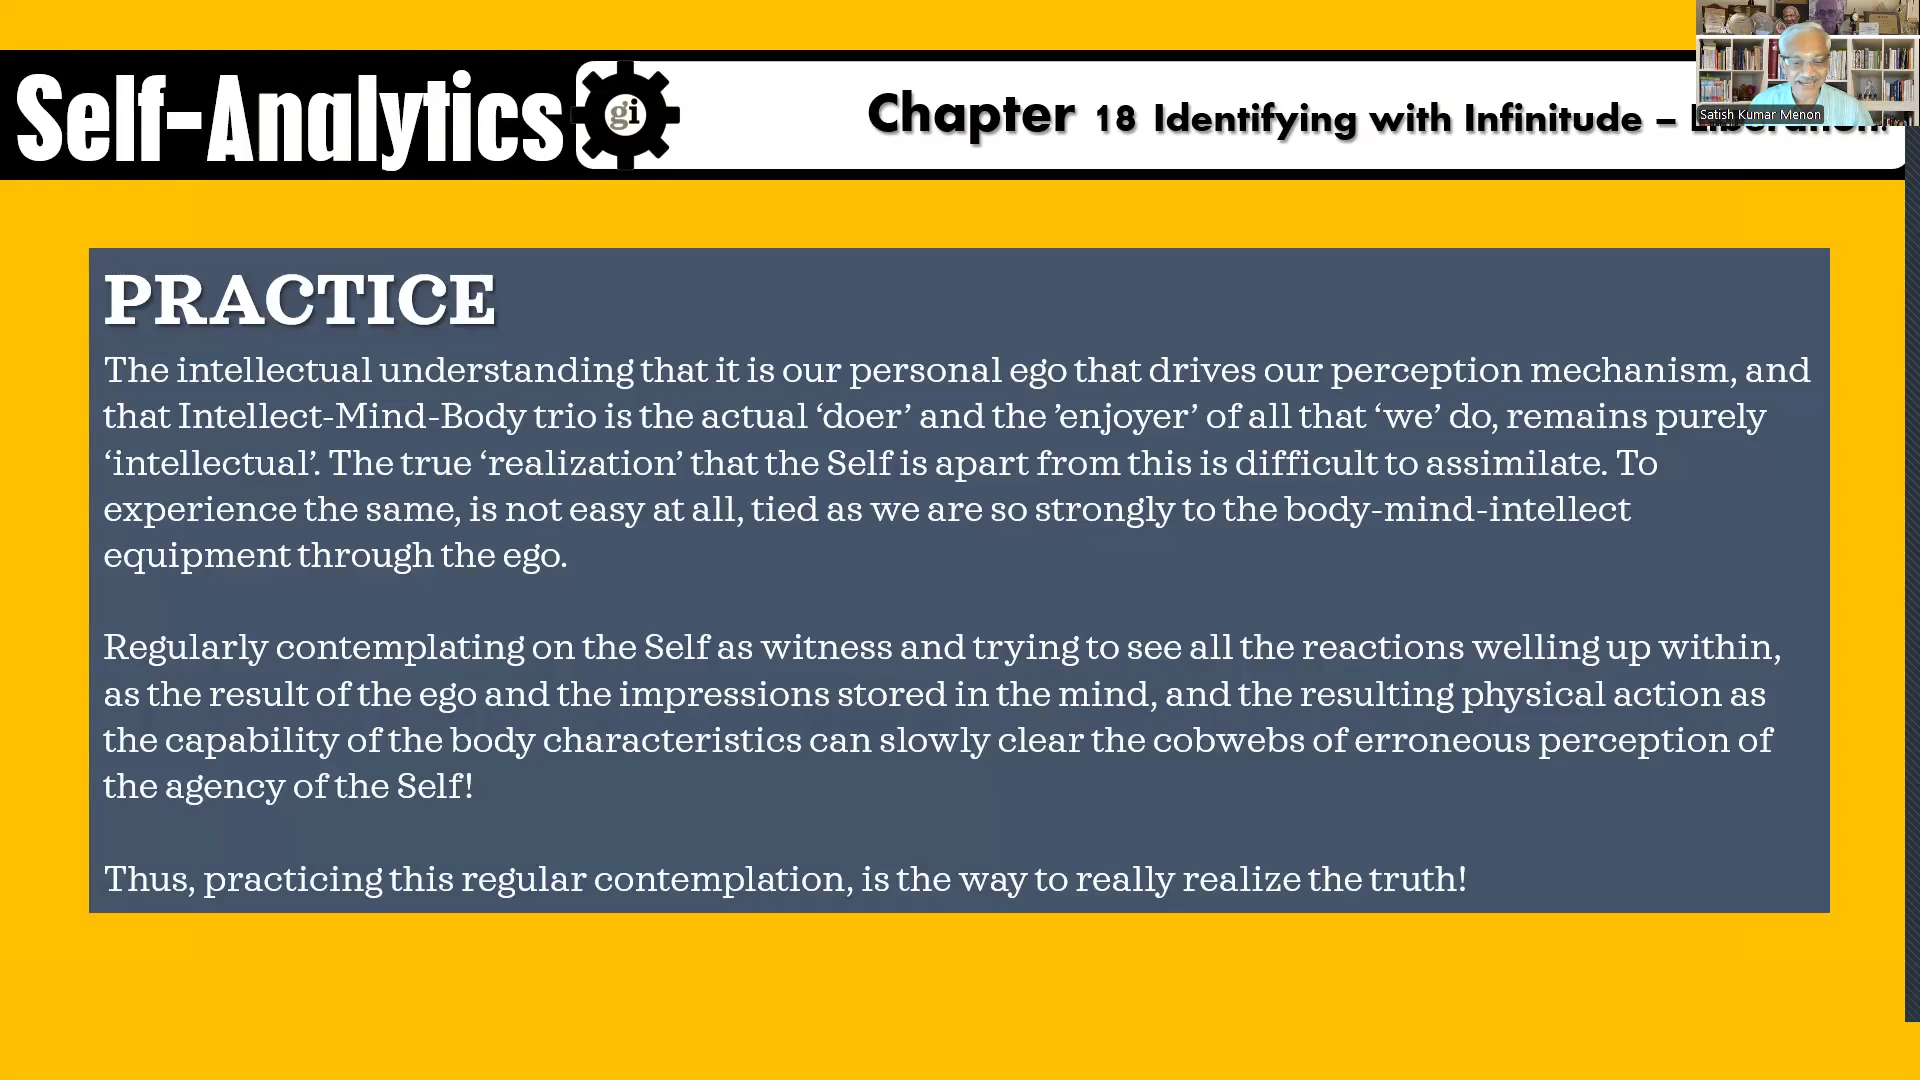 Self-Analytics
gi
Chapter 18 Identifying with Infinitude –
Satish Kumar Menon
PRACTICE
The intellectual understanding that it is our personal ego that drives our perception mechanism, and
that Intellect-Mind-Body trio is the actual ‘doer’ and the ’enjoyer’ of all that ‘we’ do, remains purely
‘intellectual’. The true ‘realization’ that the Self is apart from this is difficult to assimilate. To
experience the same, is not easy at all, tied as we are so strongly to the body-mind-intellect
equipment through the ego.
Regularly contemplating on the Self as witness and trying to see all the reactions welling up within,
as the result of the ego and the impressions stored in the mind, and the resulting physical action as
the capability of the body characteristics can slowly clear the cobwebs of erroneous perception of
the agency of the Self!
Thus, practicing this regular contemplation, is the way to really realize the truth!